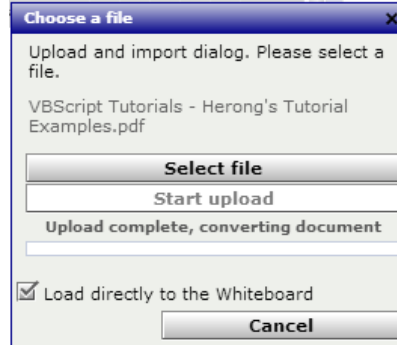 Choose a file
Upload and import dialog. Please select a
file.
VBScript Tutorials - Herong's Tutorial
Examples.pdf
Select file
Start upload
Upload complete, converting document
Load directly to the Whiteboard
Cancel